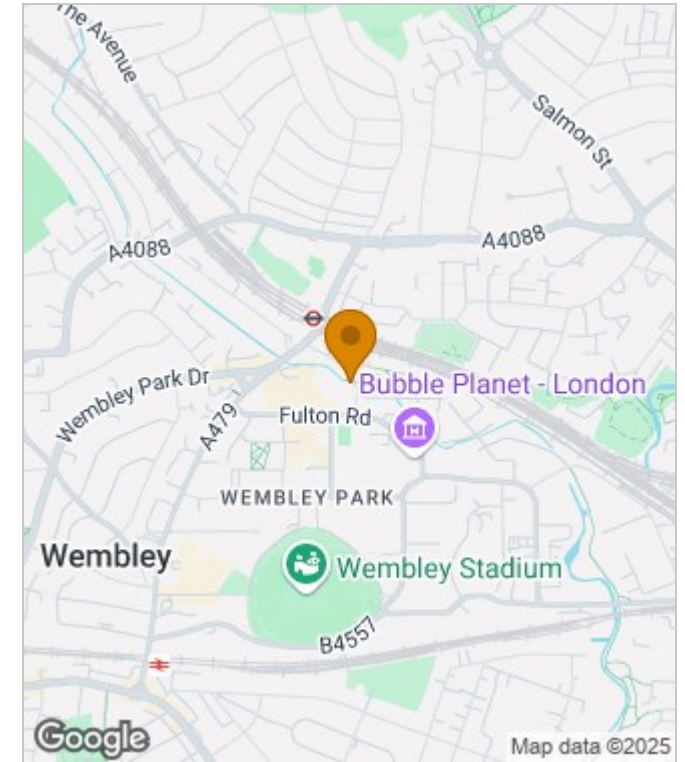 The Avenue
Salmon St
A4088
A4088
Wembley Park Dr
Bubble Planet - London
A479
Fulton Rd
WEMBLEY PARK
Wembley
Wembley Stadium
B4557
Google
Map data ©2025